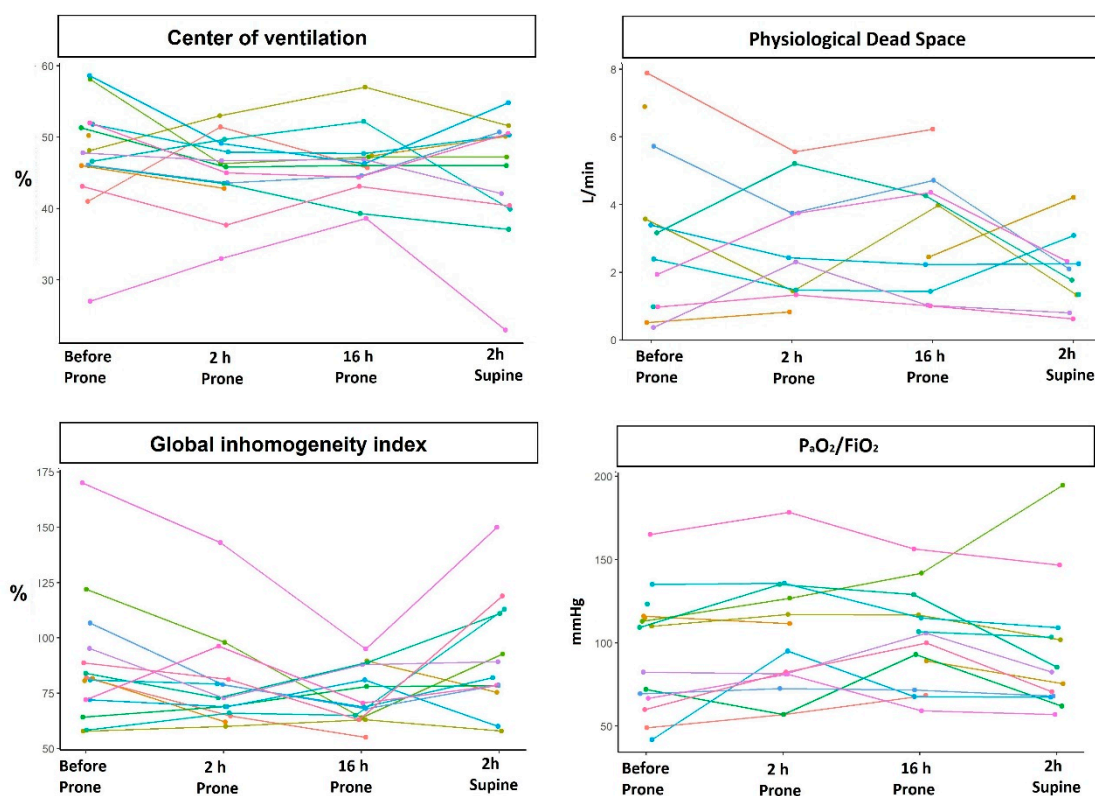 Center of ventilation
60
50
%
40
30
Before
Prone
2 h
Prone
16 h
Prone
2h
Supine
Physiological Dead Space
8
6
L/min
4
2
0
Before
Prone
2 h
Prone
16 h
Prone
2h
Supine
Global inhomogeneity index
175
150
125
%
100
75
50
Before
Prone
2 h
Prone
16 h
Prone
2h
Supine
PaO2/FiO2
200
150
mmHg
100
50
Before
Prone
2 h
Prone
16 h
Prone
2h
Supine